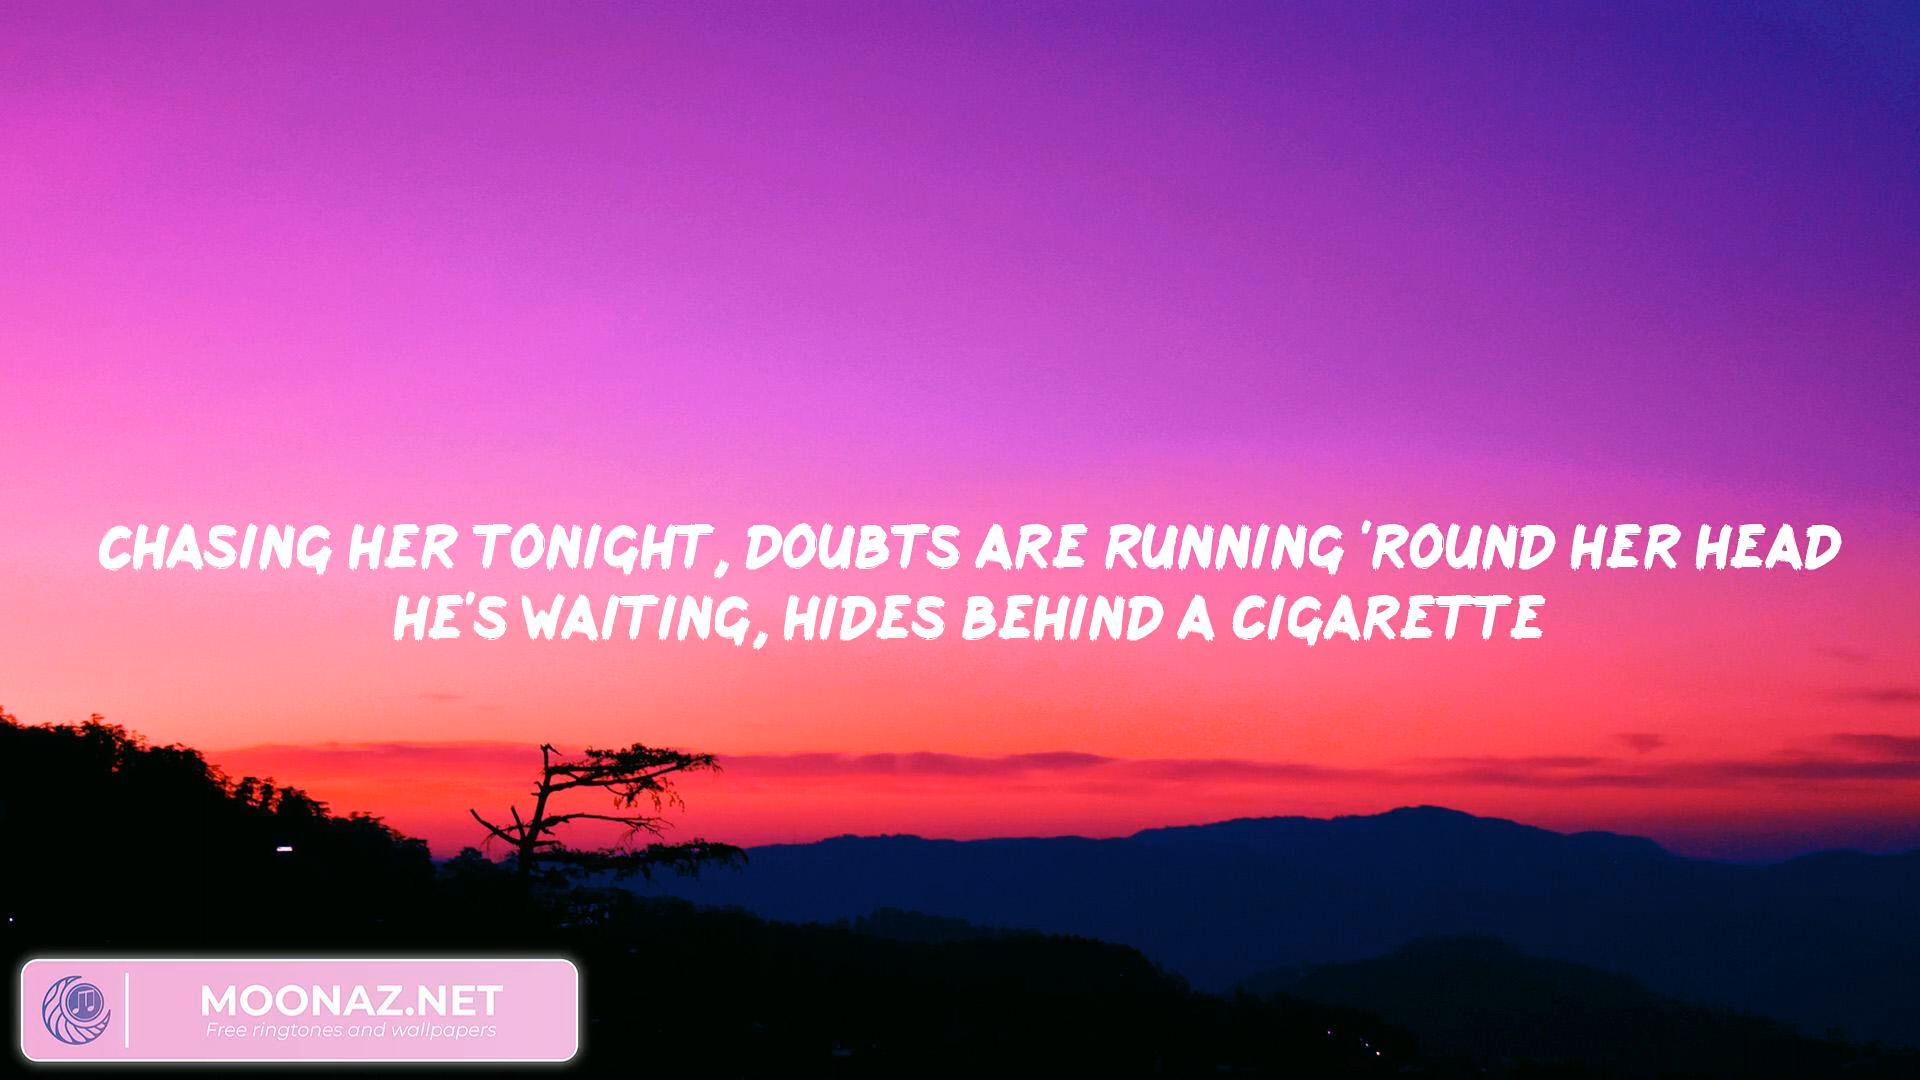 CHASING HER TONIGHT, DOUBTS ARE RUNNING 'ROUND HER HEAD
HE'S WAITING, HIDES BEHIND A CIGARETTE
MOONAZ.NET
Free ringtones and wallpapers